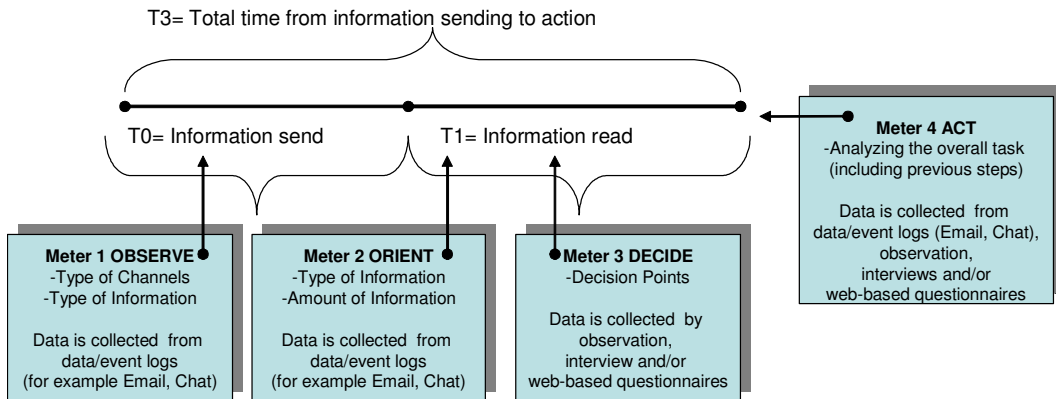 T3= Total time from information sending to action
T0= Information send
T1= Information read
Meter 1 OBSERVE
-Type of Channels
-Type of Information
Data is collected from
data/event logs
(for example Email, Chat)
Meter 2 ORIENT
-Type of Information
-Amount of Information
Data is collected from
data/event logs
(for example Email, Chat)
Meter 3 DECIDE
-Decision Points
Data is collected by
observation,
interview and/or
web-based questionnaires
Meter 4 ACT
-Analyzing the overall task
(including previous steps)
Data is collected from
data/event logs (Email, Chat),
observation,
interviews and/or
web-based questionnaires